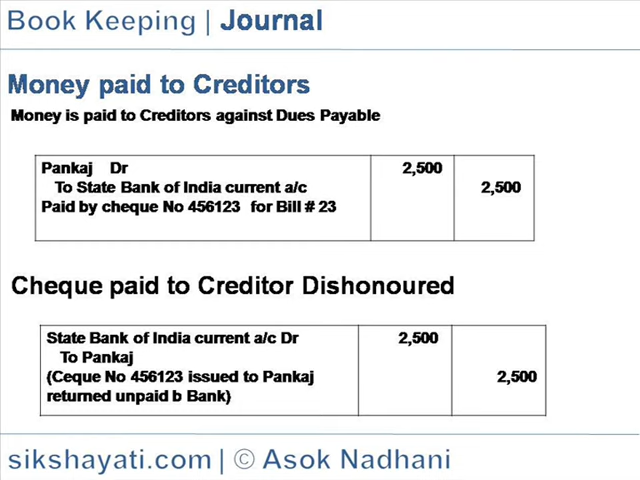 Book Keeping | Journal
Money paid to Creditors
Money is paid to Creditors against Dues Payable
Pankaj Dr 2,500
To State Bank of India current a/c 2,500
Paid by cheque No 456123 for Bill # 23
Cheque paid to Creditor Dishonoured
State Bank of India current a/c Dr 2,500
To Pankaj
(Ceque No 456123 issued to Pankaj 2,500
returned unpaid b Bank)
sikshayati.com | © Asok Nadhani